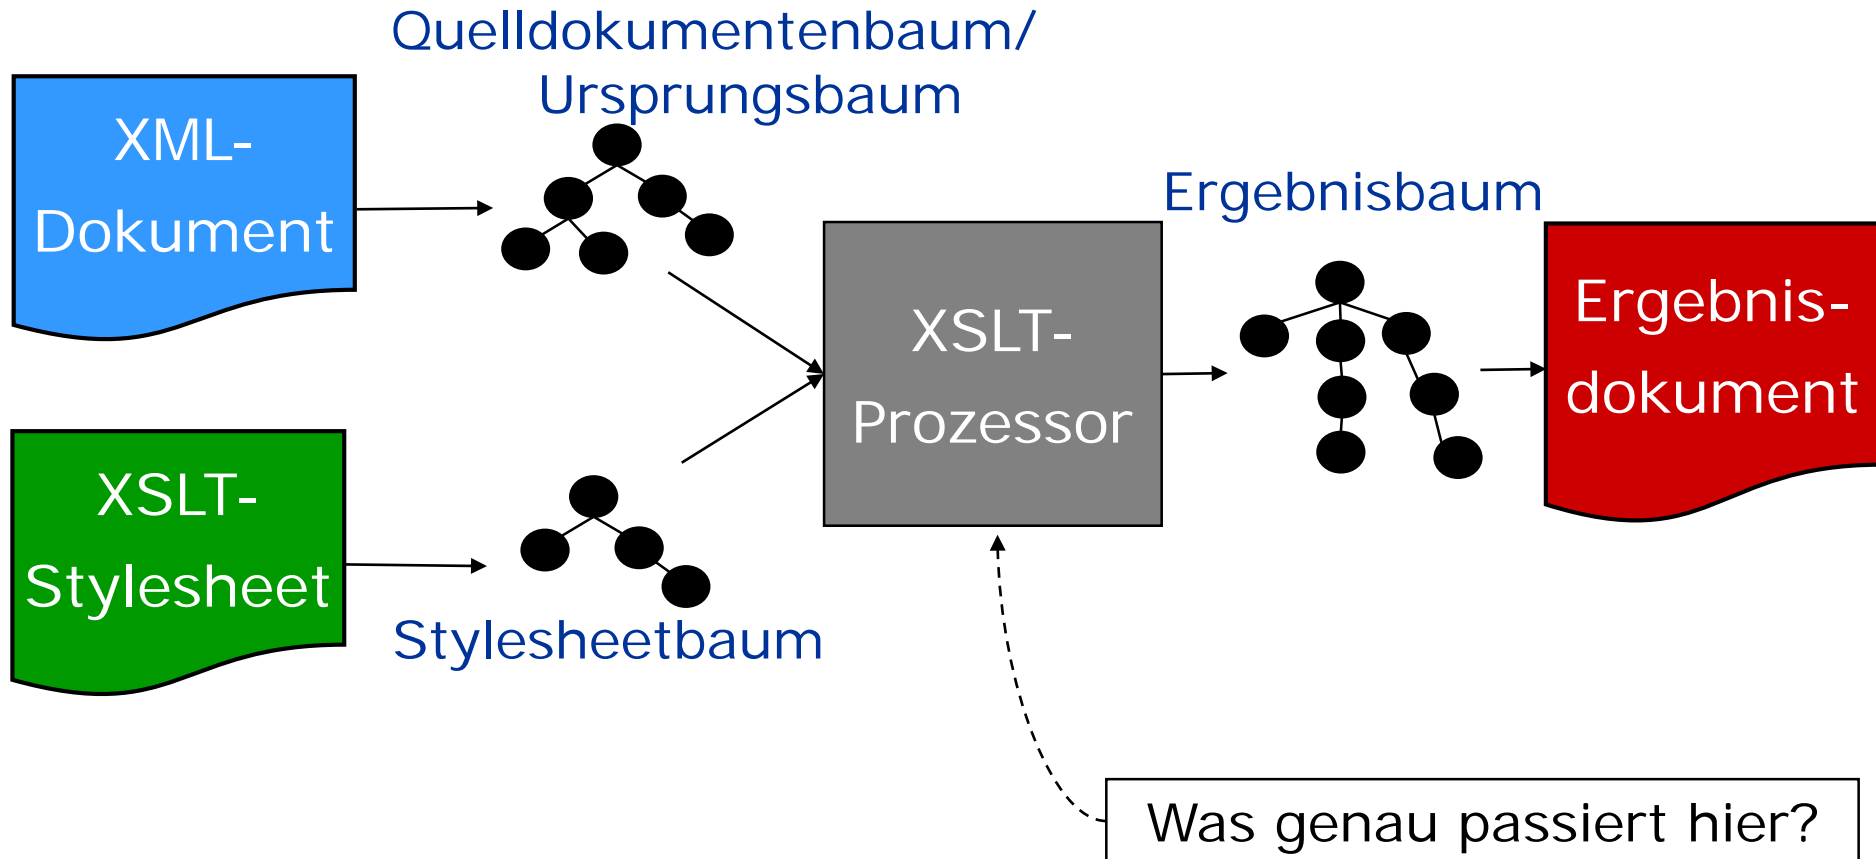 Quelldokumentenbaum/
Ursprungsbaum
XML-
Dokument
Ergebnisbaum
XSLT-
Prozessor
Ergebnis-
dokument
XSLT-
Stylesheet
Stylesheetbaum
Was genau passiert hier?